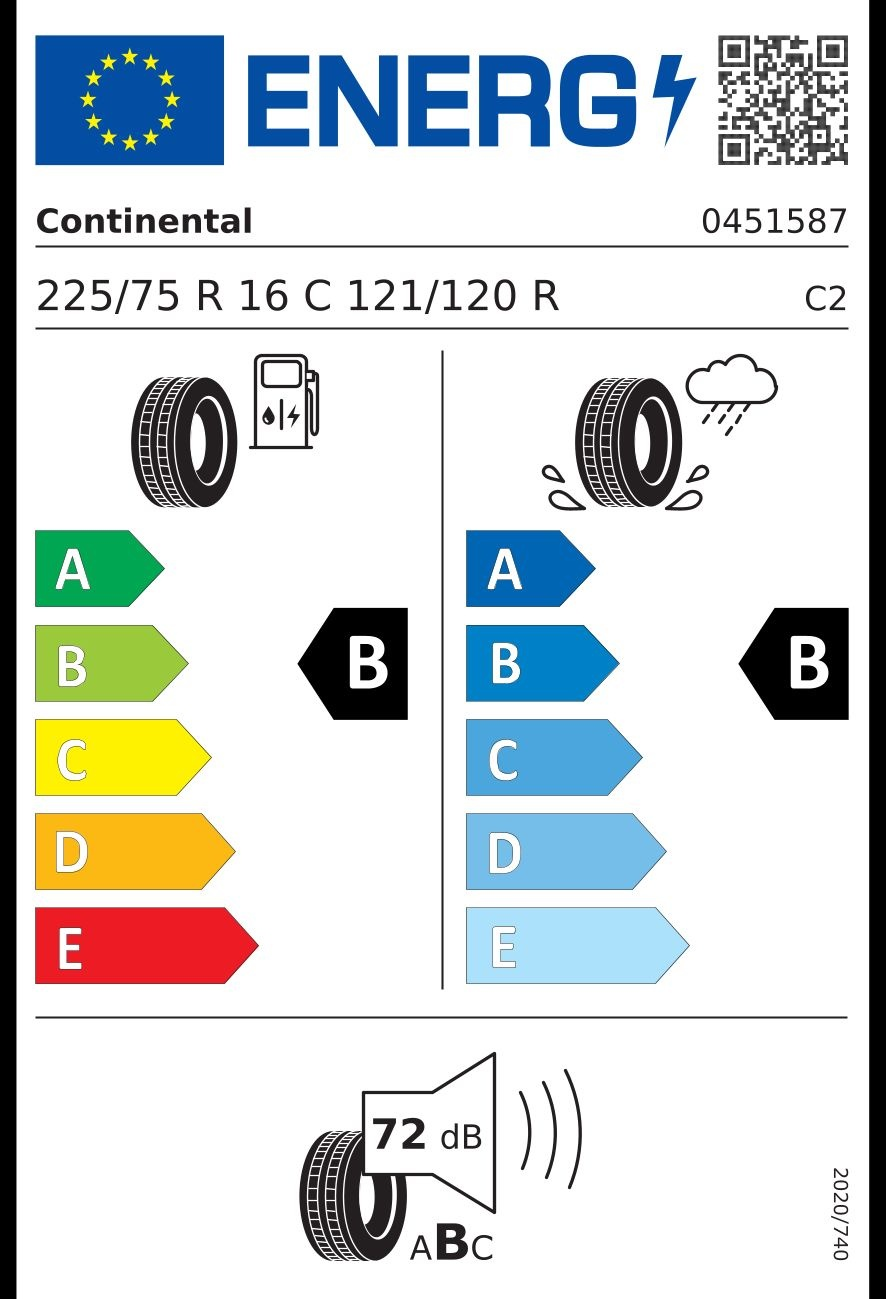 ENERG
Continental 0451587
225/75 R 16 C 121/120 R C2
A
B
C
D
E
B
A
B
C
D
E
B
72 dB
ABC
2020/740